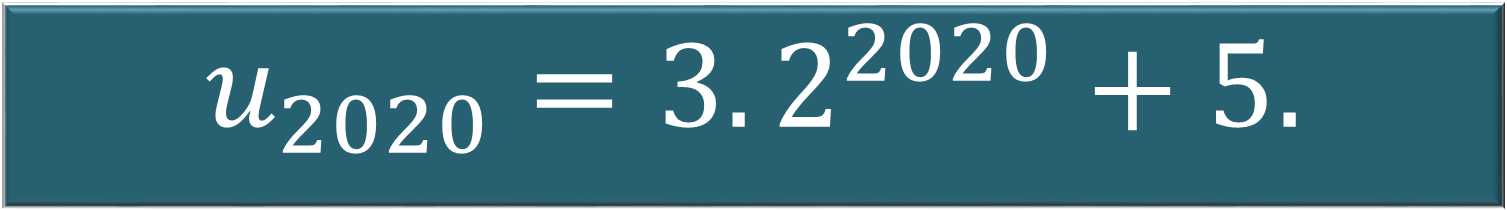 𝑢₂₀₂₀ = 3. 2²⁰²⁰ + 5.